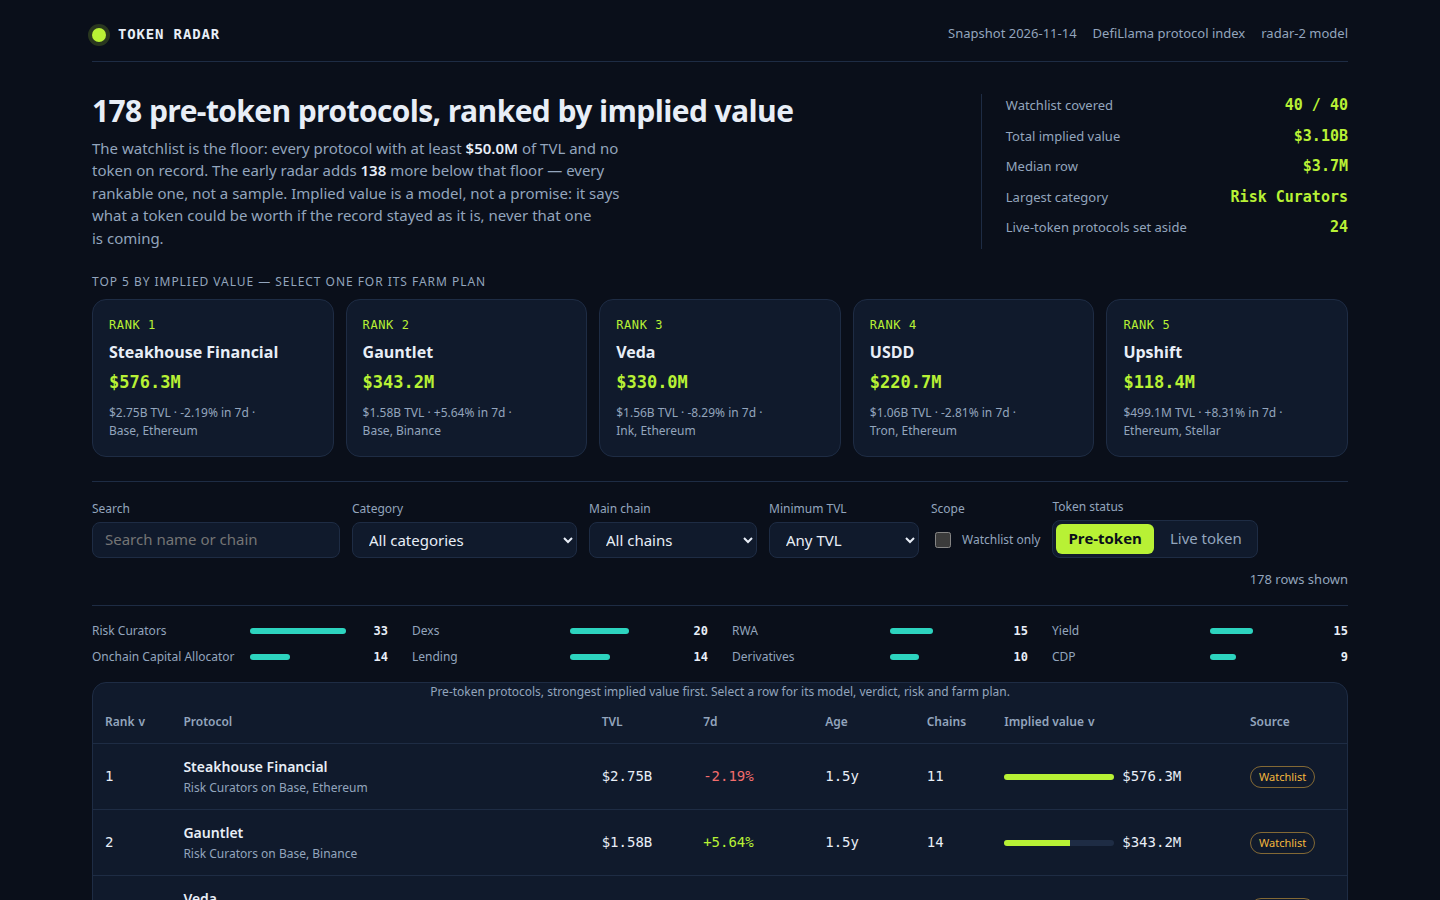 TOKEN RADAR
Snapshot 2026-11-14 DefiLlama protocol index radar-2 model
178 pre-token protocols, ranked by implied value
The watchlist is the floor: every protocol with at least $50.0M of TVL and no
token on record. The early radar adds 138 more below that floor — every
rankable one, not a sample. Implied value is a model, not a promise: it says
what a token could be worth if the record stayed as it is, never that one
is coming.
Watchlist covered 40 / 40
Total implied value $3.10B
Median row $3.7M
Largest category Risk Curators
Live-token protocols set aside 24
TOP 5 BY IMPLIED VALUE — SELECT ONE FOR ITS FARM PLAN
RANK 1
Steakhouse Financial
$576.3M
$2.75B TVL · -2.19% in 7d ·
Base, Ethereum
RANK 2
Gauntlet
$343.2M
$1.58B TVL · +5.64% in 7d ·
Base, Binance
RANK 3
Veda
$330.0M
$1.56B TVL · -8.29% in 7d ·
Ink, Ethereum
RANK 4
USDD
$220.7M
$1.06B TVL · -2.81% in 7d ·
Tron, Ethereum
RANK 5
Upshift
$118.4M
$499.1M TVL · +8.31% in 7d ·
Ethereum, Stellar
Search Category Main chain Minimum TVL Scope Token status
Search name or chain All categories All chains Any TVL Watchlist only Pre-token Live token
178 rows shown
Risk Curators 33 Dexs 20 RWA 15 Yield 15
Onchain Capital Allocator 14 Lending 14 Derivatives 10 CDP 9
Pre-token protocols, strongest implied value first. Select a row for its model, verdict, risk and farm plan.
Rank v Protocol TVL 7d Age Chains Implied value v Source
1 Steakhouse Financial $2.75B -2.19% 1.5y 11 $576.3M Watchlist
Risk Curators on Base, Ethereum
2 Gauntlet $1.58B +5.64% 1.5y 14 $343.2M Watchlist
Risk Curators on Base, Binance
Veda